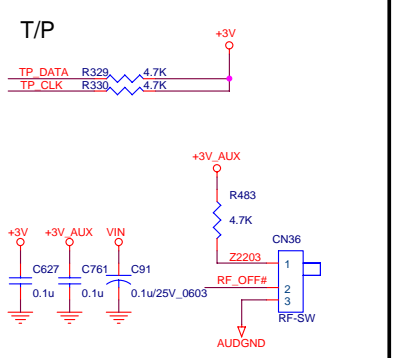 T/P
+3V
TP_DATA R329 4.7K
TP_CLK R330 4.7K
+3V_AUX
R483
4.7K
CN36
+3V +3V_AUX VIN
Z2203 1
C627 C761 C91
RF_OFF# 2
0.1u 0.1u 0.1u/25V_0603
3
RF-SW
AUDGND